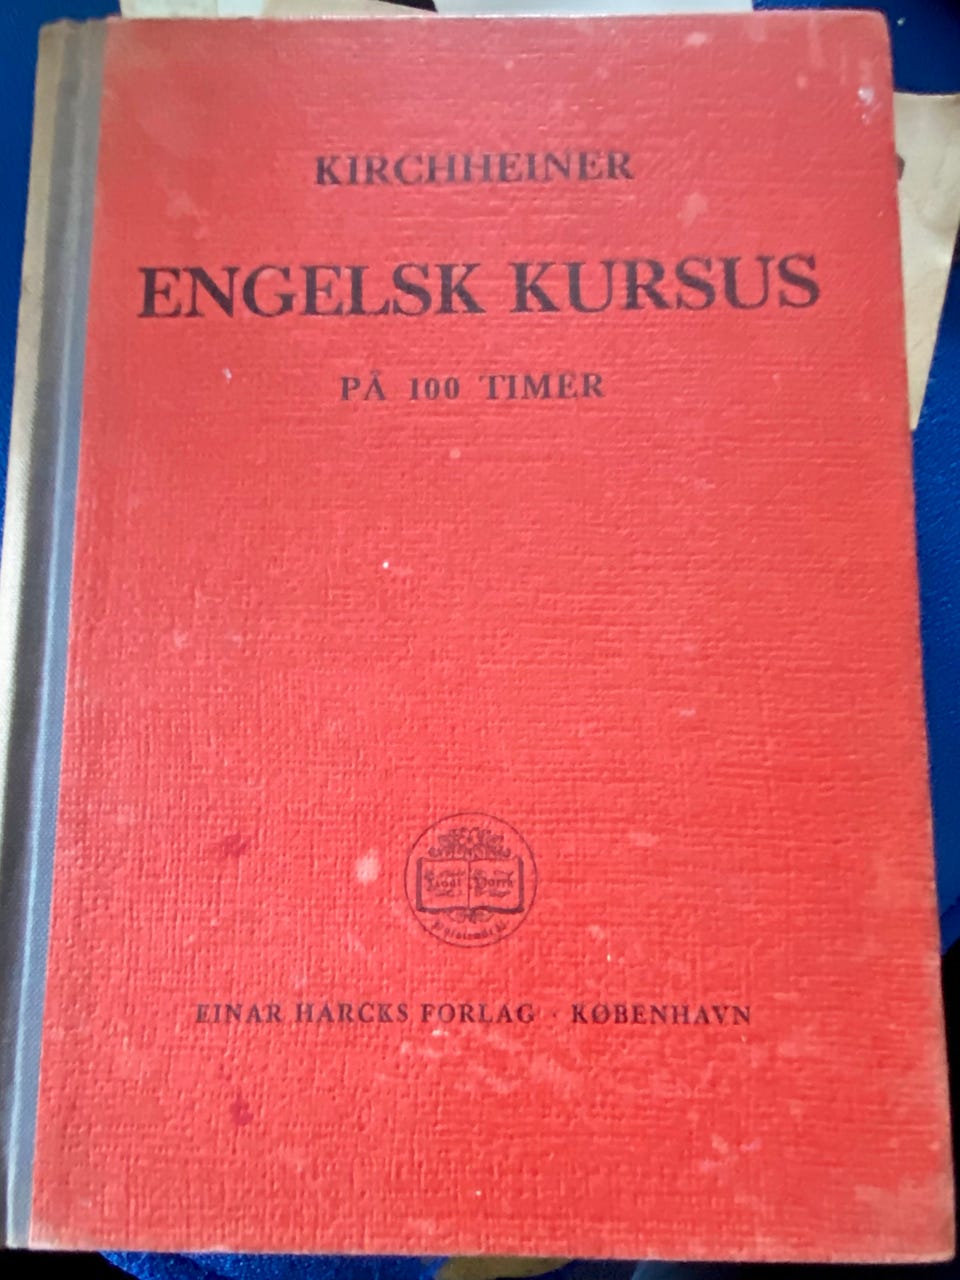 KIRCHHEINER
ENGELSK KURSUS
PÅ 100 TIMER
EINAR HARCKS FORLAG · KØBENHAVN